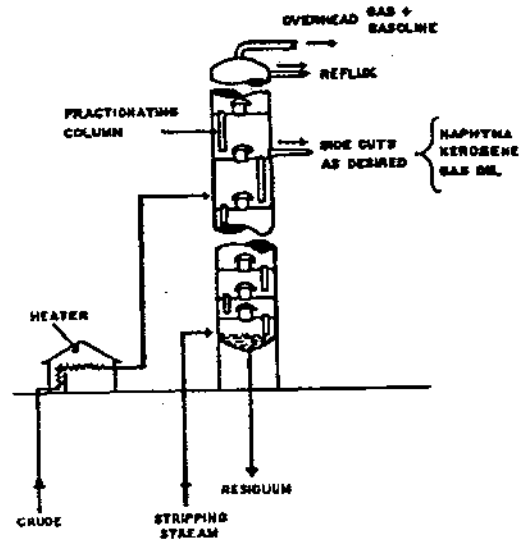 OVERHEAD GAS +
GASOLINE
REFLUX
FRACTIONATING
COLUMN
SIDE CUTS
AS DESIRED
NAPHTHA
KEROSENE
GAS OIL
HEATER
RESIDUUM
CRUDE
STRIPPING
STREAM